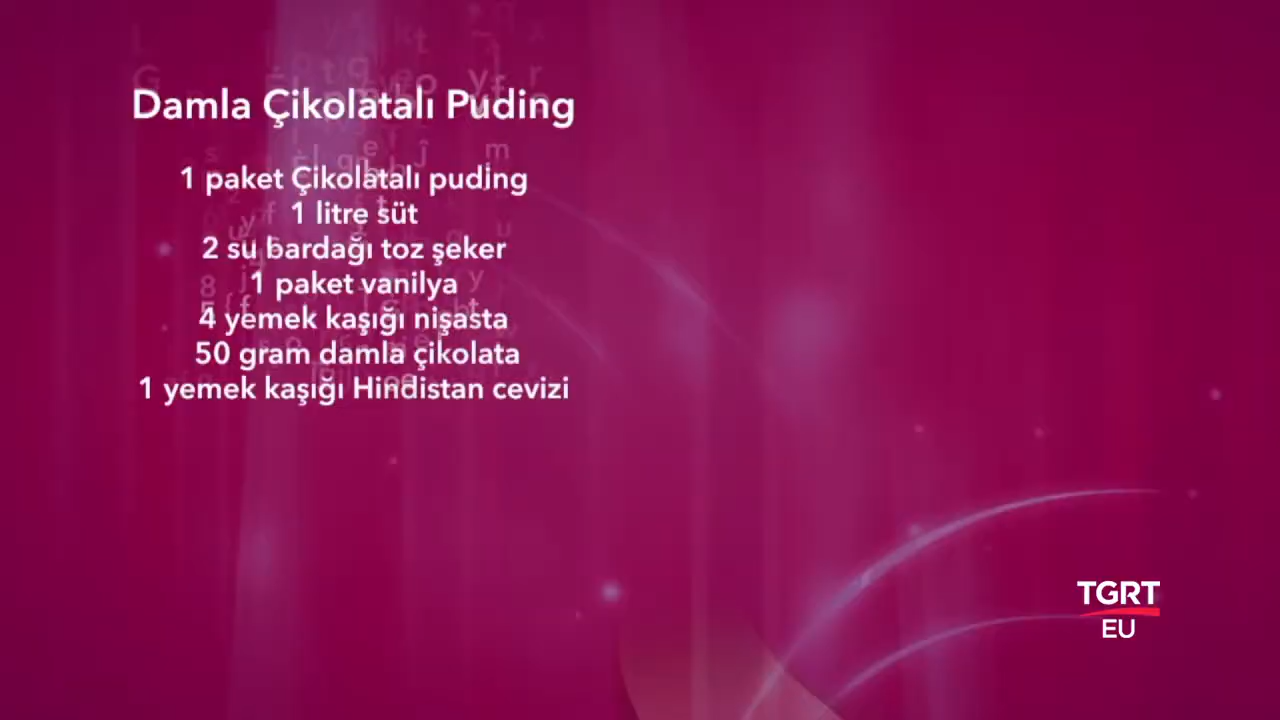 Damla Çikolatalı Puding
1 paket Çikolatalı puding
1 litre süt
2 su bardağı toz şeker
1 paket vanilya
4 yemek kaşığı nişasta
50 gram damla çikolata
1 yemek kaşığı Hindistan cevizi
TGRT
EU